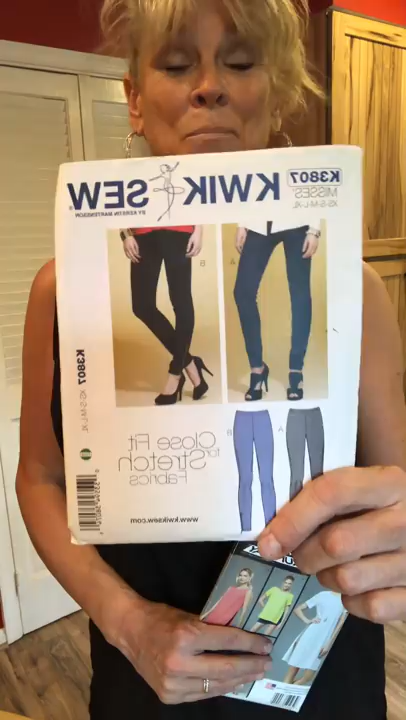 KWIK SEW®
BY KERSTIN MARTENSSON
K3807
MISSES'
XS-S-M-L-XL
A
B
A
B
Close Fit
for
Stretch
Fabrics
www.kwiksew.com
K3807 XS-S-M-L-XL